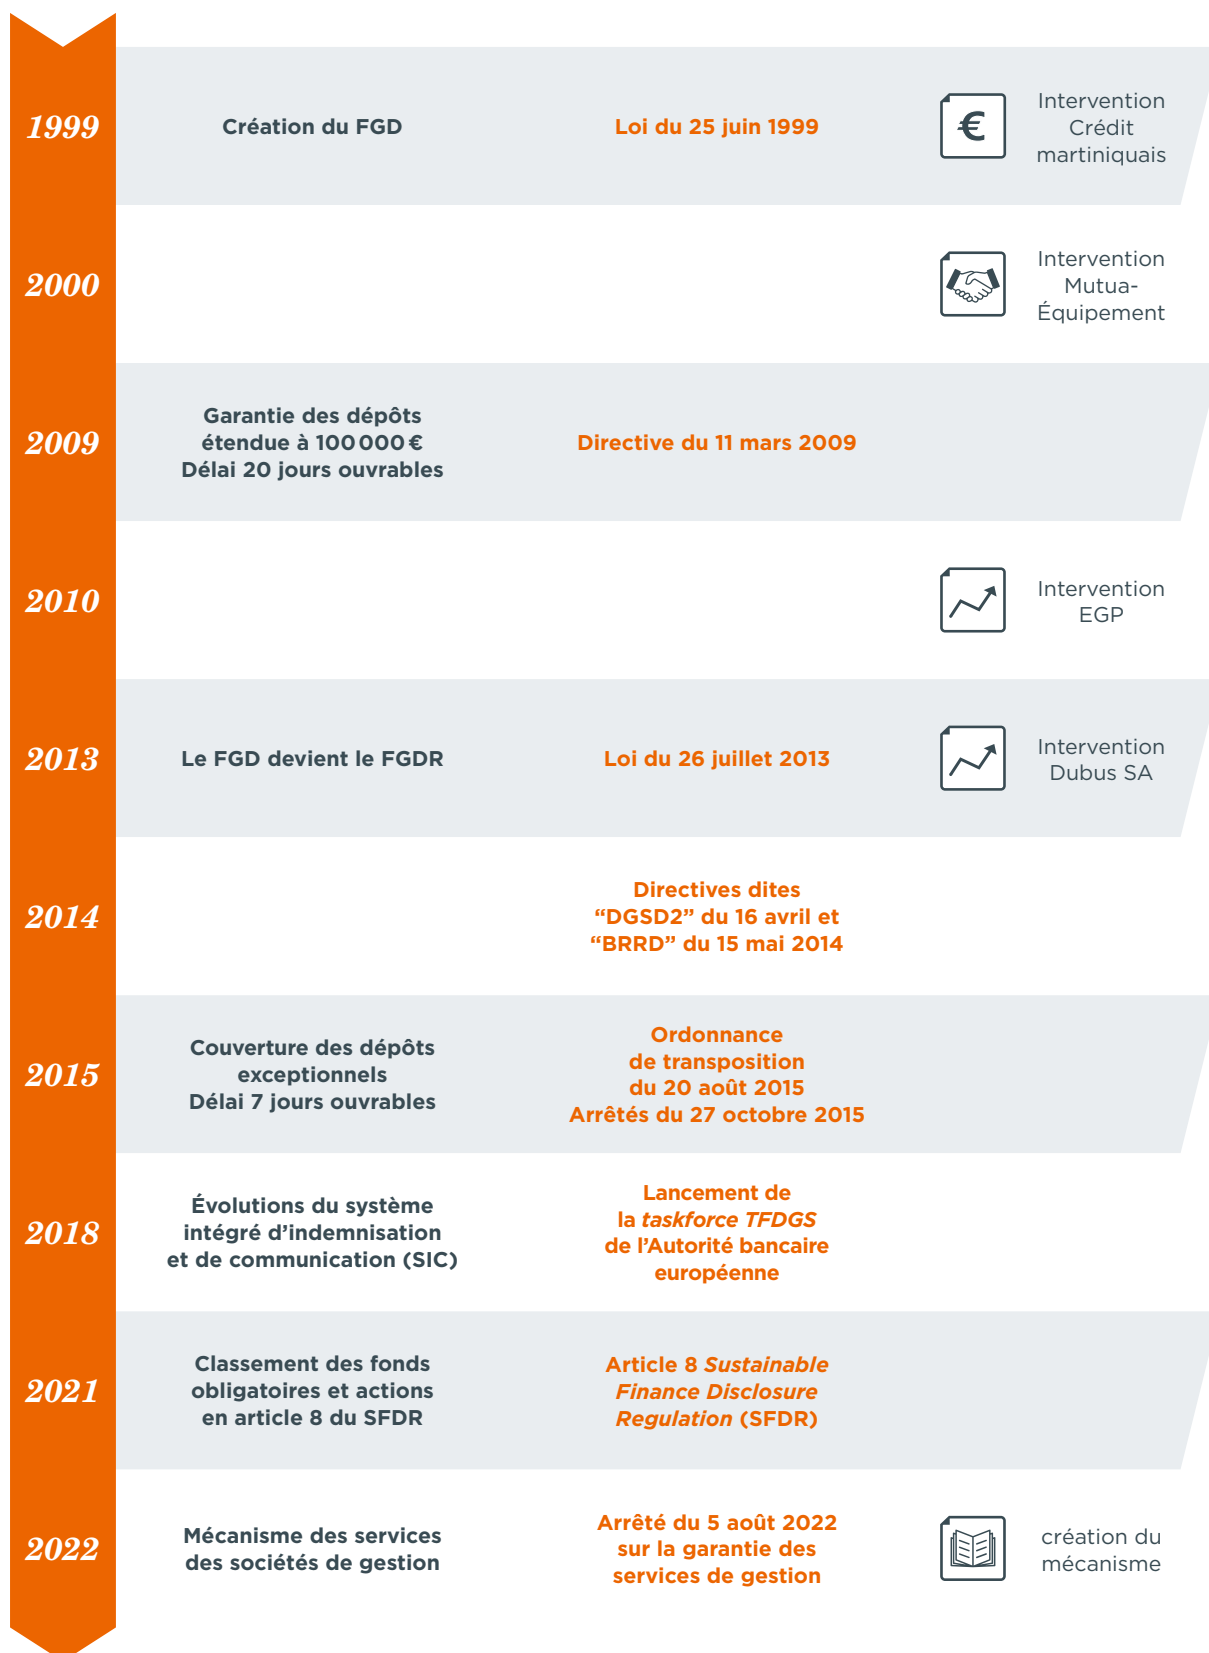 1999
Création du FGD
Loi du 25 juin 1999
€
Intervention
Crédit
martiniquais
2000
Intervention
Mutua-
Équipement
2009
Garantie des dépôts
étendue à 100 000 €
Délai 20 jours ouvrables
Directive du 11 mars 2009
2010
Intervention
EGP
2013
Le FGD devient le FGDR
Loi du 26 juillet 2013
Intervention
Dubus SA
2014
Directives dites
“DGSD2” du 16 avril et
“BRRD” du 15 mai 2014
2015
Couverture des dépôts
exceptionnels
Délai 7 jours ouvrables
Ordonnance
de transposition
du 20 août 2015
Arrêtés du 27 octobre 2015
2018
Évolutions du système
intégré d’indemnisation
et de communication (SIC)
Lancement de
la taskforce TFDGS
de l’Autorité bancaire
européenne
2021
Classement des fonds
obligatoires et actions
en article 8 du SFDR
Article 8 Sustainable
Finance Disclosure
Regulation (SFDR)
2022
Mécanisme des services
des sociétés de gestion
Arrêté du 5 août 2022
sur la garantie des
services de gestion
création du
mécanisme